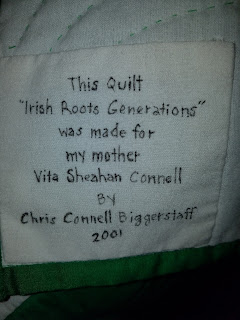 This Quilt
"Irish Roots Generations"
was made for
my mother
Vita Sheahan Connell
By
Chris Connell Biggerstaff
2001